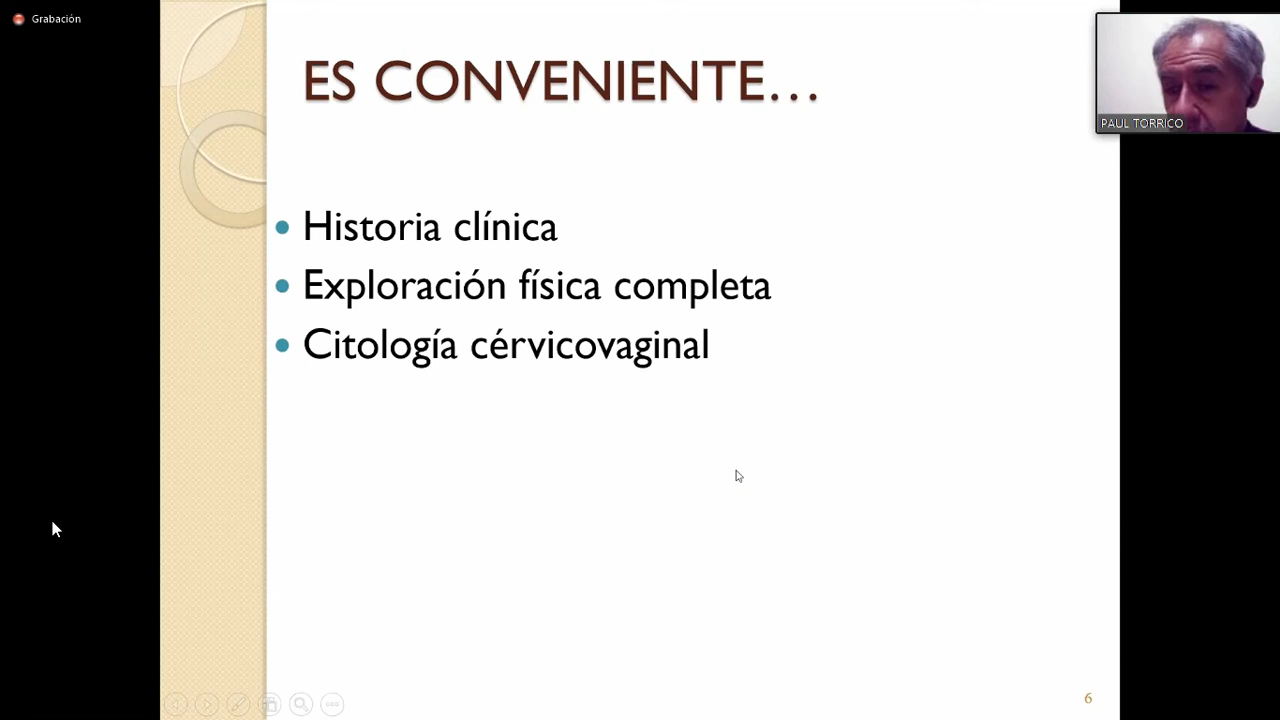 Grabación
ES CONVENIENTE…
PAUL TORRICO
• Historia clínica
• Exploración física completa
• Citología cérvicovaginal
6